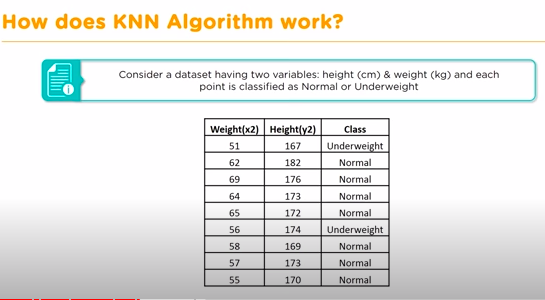 How does KNN Algorithm work?
Consider a dataset having two variables: height (cm) & weight (kg) and each
point is classified as Normal or Underweight
Weight(x2) Height(y2) Class
51 167 Underweight
62 182 Normal
69 176 Normal
64 173 Normal
65 172 Normal
56 174 Underweight
58 169 Normal
57 173 Normal
55 170 Normal